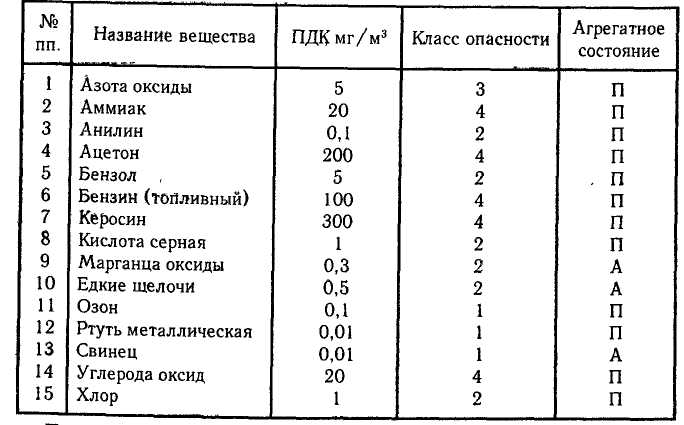 № пп. Название вещества ПДК мг/м³ Класс опасности Агрегатное состояние
1 Азота оксиды 5 3 П
2 Аммиак 20 4 П
3 Анилин 0,1 2 П
4 Ацетон 200 4 П
5 Бензол 5 2 П
6 Бензин (топливный) 100 4 П
7 Керосин 300 4 П
8 Кислота серная 1 2 П
9 Марганца оксиды 0,3 2 А
10 Едкие щелочи 0,5 2 А
11 Озон 0,1 1 П
12 Ртуть металлическая 0,01 1 П
13 Свинец 0,01 1 А
14 Углерода оксид 20 4 П
15 Хлор 1 2 П